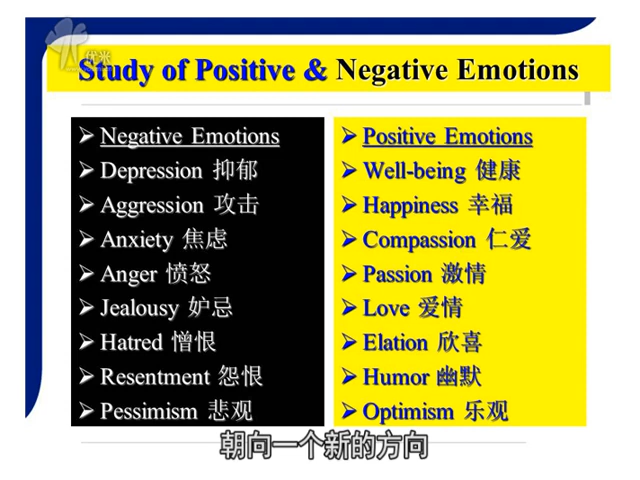 优米
Study of Positive & Negative Emotions
Negative Emotions
Depression 抑郁
Aggression 攻击
Anxiety 焦虑
Anger 愤怒
Jealousy 妒忌
Hatred 憎恨
Resentment 怨恨
Pessimism 悲观
Positive Emotions
Well-being 健康
Happiness 幸福
Compassion 仁爱
Passion 激情
Love 爱情
Elation 欣喜
Humor 幽默
Optimism 乐观
朝向一个新的方向